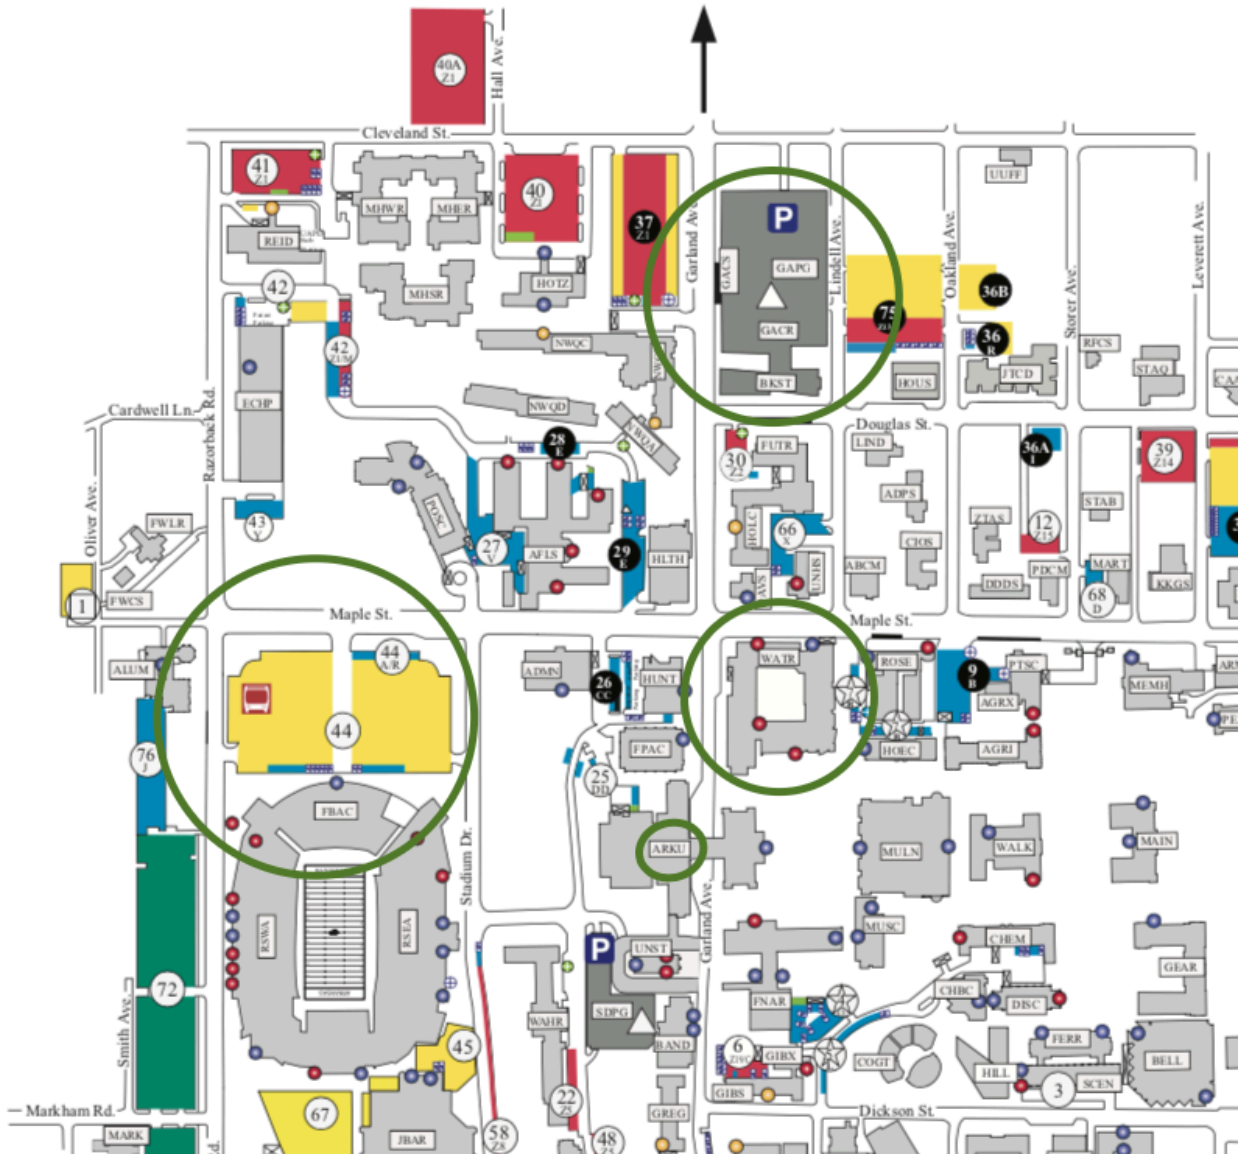 40A
Z1
Hall Ave.
Cleveland St.
41
Z1
MHWR
MHER
40
Z1
37
Z1
P
UUFF
REID
Garland Ave
GACS
GAPG
Lindell Ave.
Oakland Ave.
Leverett Ave.
42
MHSR
HOTZ
GACR
75
36B
Storer Ave.
42
Z1/M
NWQC
36
R
RFCS
STAQ
JTCD
BKST
HOUS
ECHP
Cardwell Ln.
Razorback Rd.
NWQD
NWQA
Douglas St.
28
E
30
Z2
FUTR
LIND
36A
I
39
Z14
POSC
ADPS
STAB
Oliver Ave.
43
Y
FWLR
27
V
AFLS
29
E
HLTH
HOLC
66
X
ZTAS
12
Z15
CIOS
ABCM
UNHS
AVS
DDDS
PDCM
MART
KKGS
68
D
1
FWCS
Maple St.
Maple St.
ALUM
44
A/R
ADMN
26
CC
HUNT
WATR
ROSE
9
B
PTSC
MEMH
AGRX
44
76
J
FPAC
HOEC
AGRI
25
DD
FBAC
ARKU
MULN
WALK
MAIN
Stadium Dr.
Garland Ave.
RSWA
RSEA
P
UNST
MUSC
CHEM
GEAR
72
FNAR
CHBC
DISC
Smith Ave.
WAHR
SDPG
BAND
45
6
GIBX
COGT
FERR
HILL
SCEN
BELL
3
67
22
Z5
GIBS
GREG
Markham Rd.
Dickson St.
MARK
JBAR
58
Z8
48
Z5